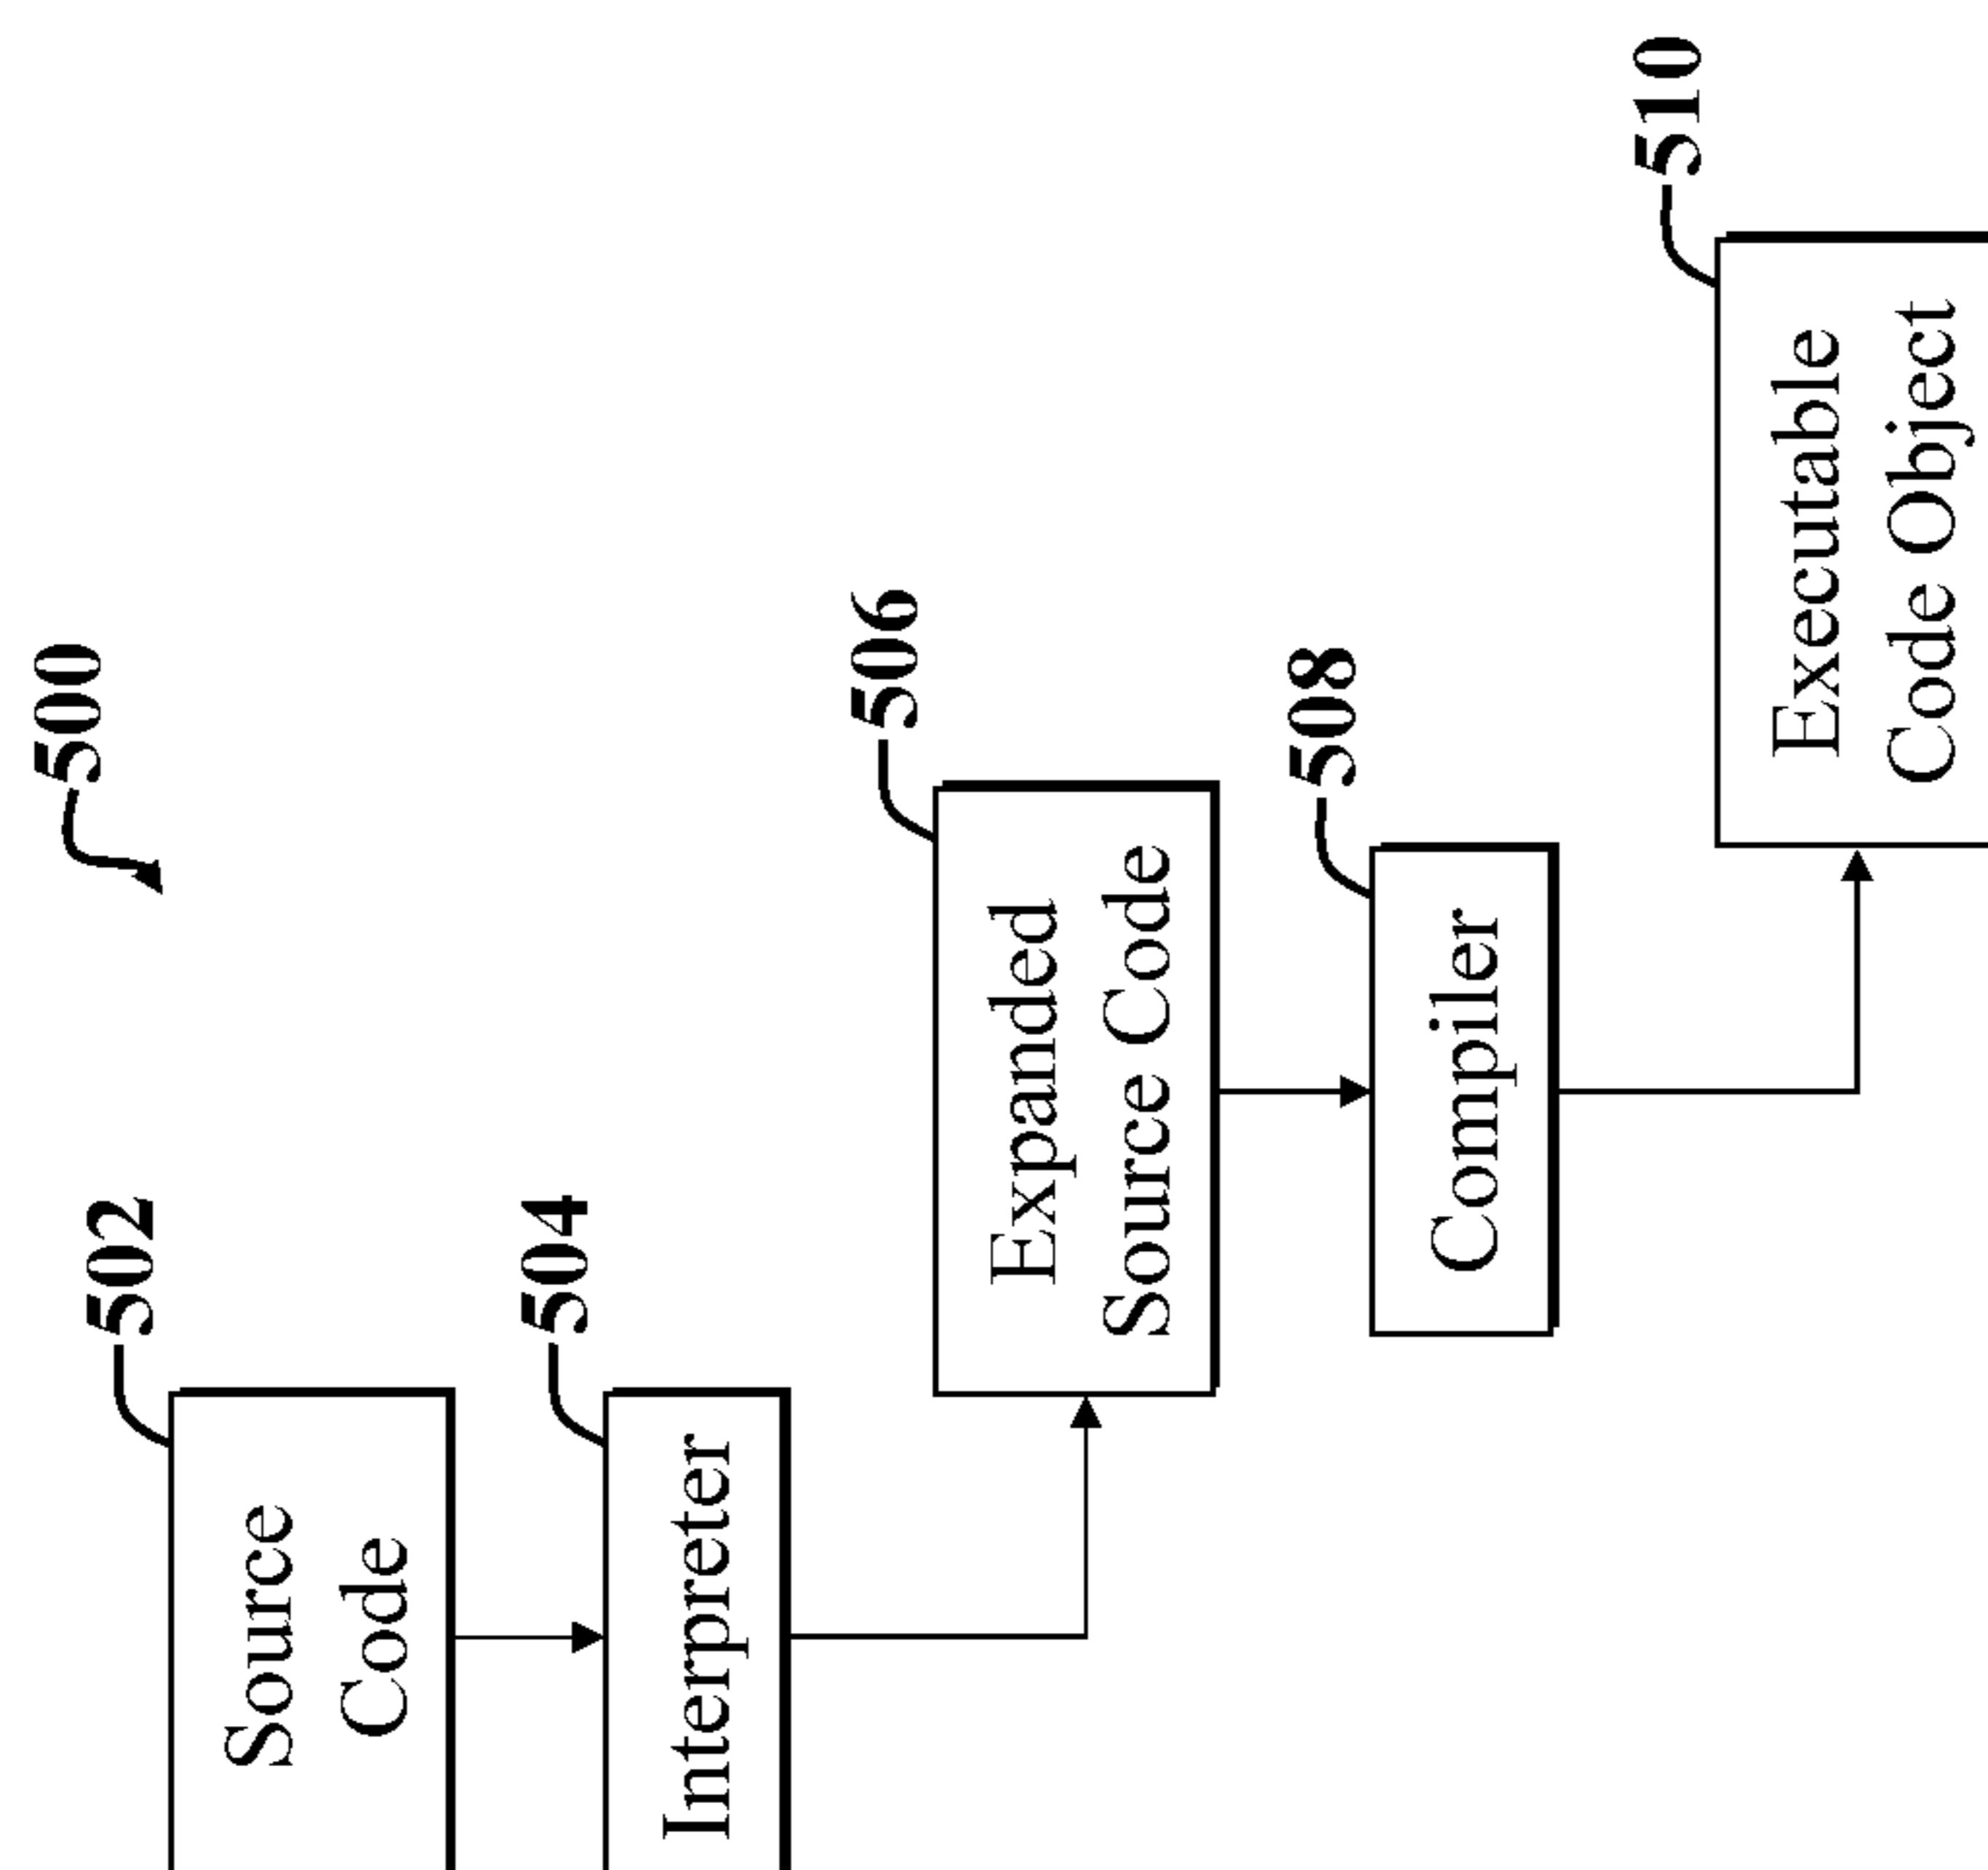 500
502
Source
Code
504
Interpreter
506
Expanded
Source Code
508
Compiler
510
Executable
Code Object